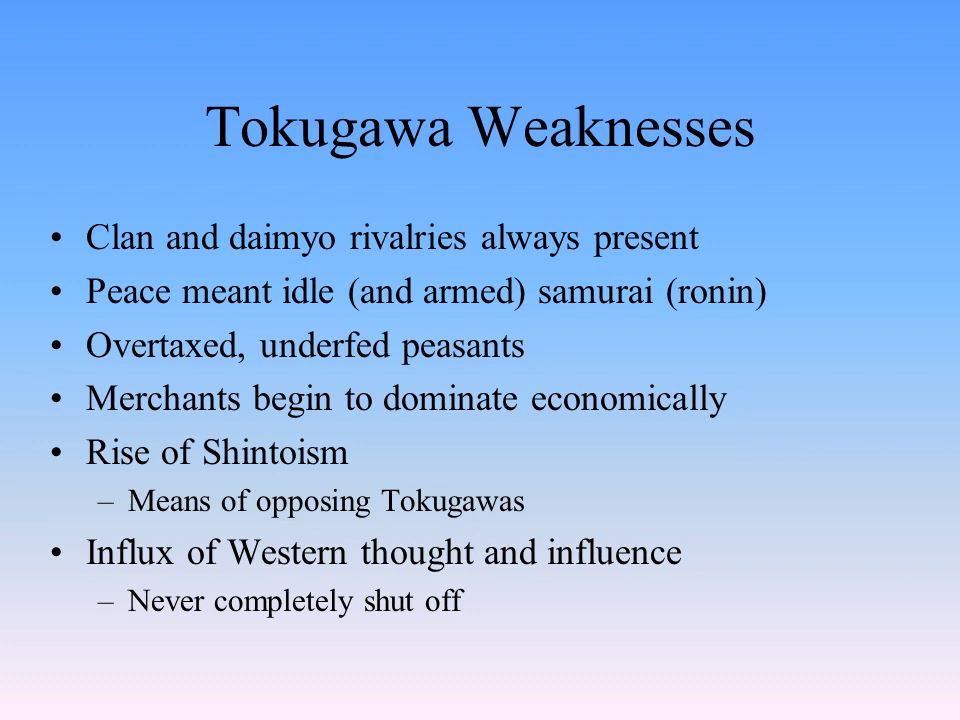 Tokugawa Weaknesses
• Clan and daimyo rivalries always present
• Peace meant idle (and armed) samurai (ronin)
• Overtaxed, underfed peasants
• Merchants begin to dominate economically
• Rise of Shintoism
– Means of opposing Tokugawas
• Influx of Western thought and influence
– Never completely shut off